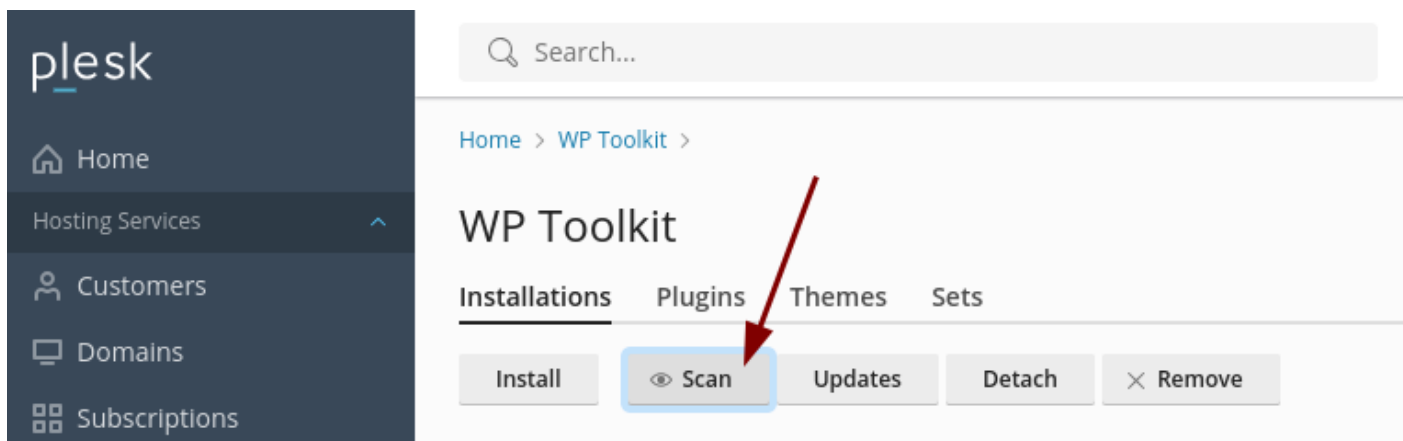 plesk
Search...
Home
Home > WP Toolkit >
Hosting Services
WP Toolkit
Customers
Installations Plugins Themes Sets
Domains
Install Scan Updates Detach Remove
Subscriptions